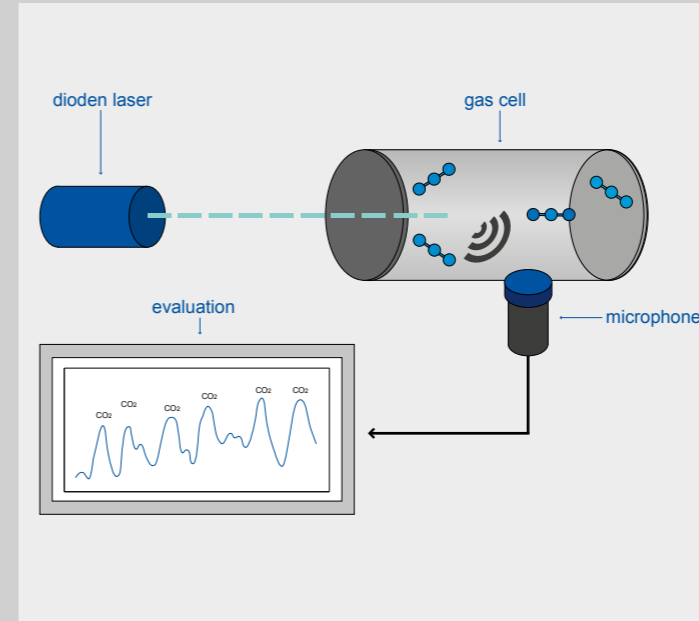 dioden laser
gas cell
evaluation
microphone
CO2
CO2
CO2
CO2
CO2
CO2